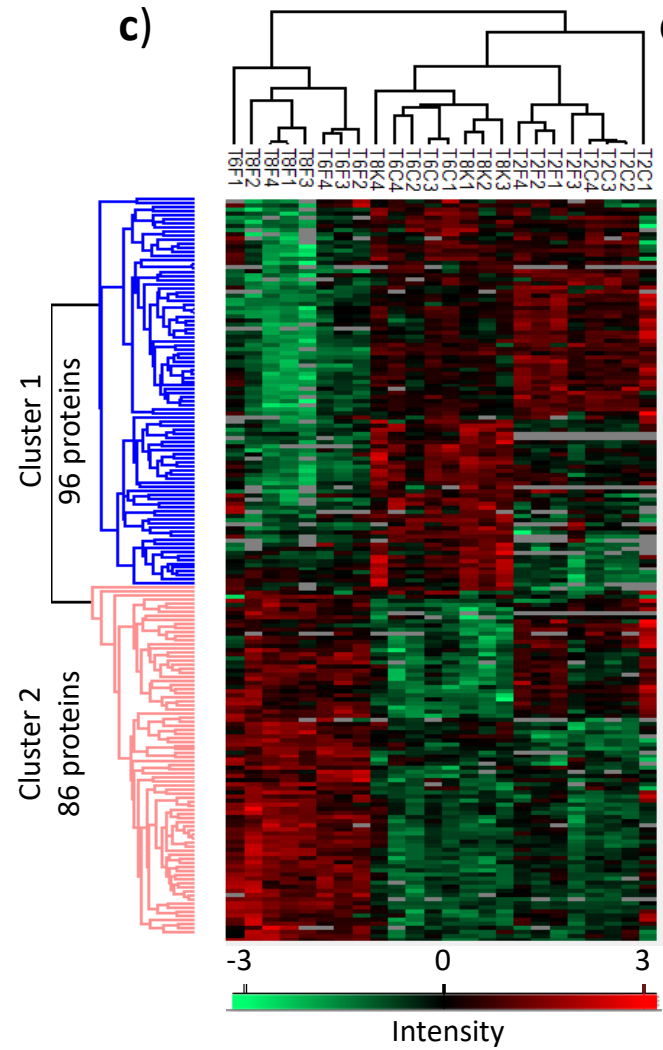 c)
T6F1
T8F2
T8F4
T8F1
T8F3
T6F4
T6F3
T6F2
T8K4
T6C4
T6C2
T6C3
T6C1
T8K1
T8K2
T8K3
T2F4
T2F2
T2F1
T2F3
T2C4
T2C3
T2C2
T2C1
Cluster 1
96 proteins
Cluster 2
86 proteins
-3 0 3
Intensity